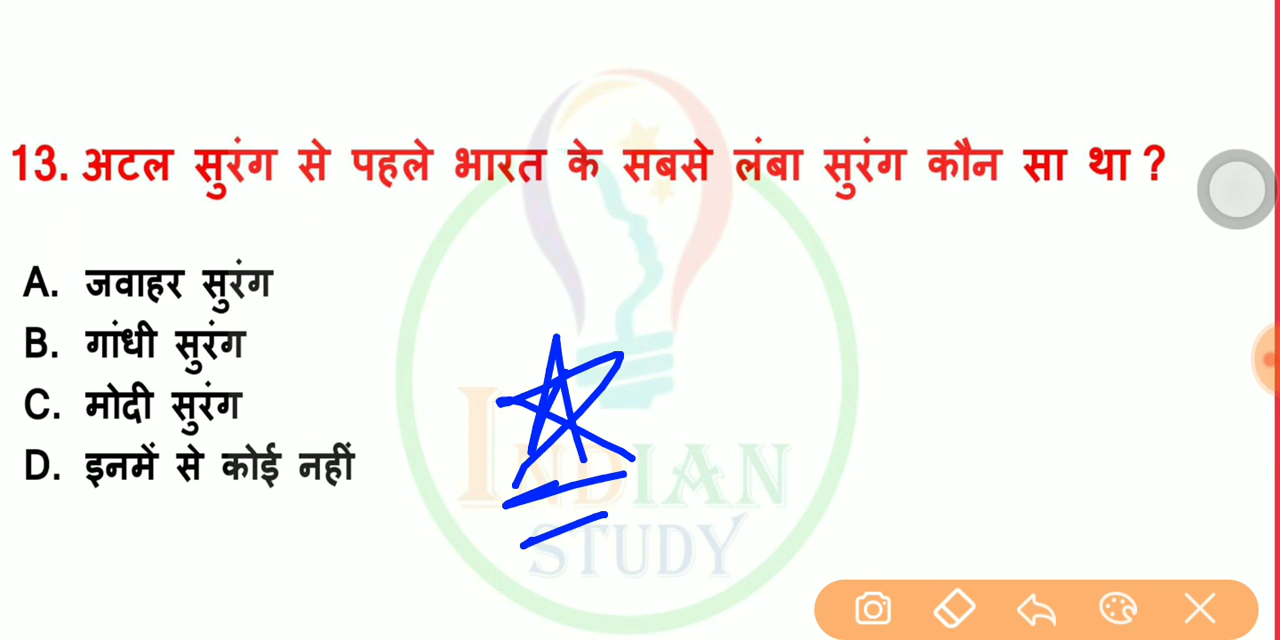 13. अटल सुरंग से पहले भारत के सबसे लंबा सुरंग कौन सा था ?
A. जवाहर सुरंग
B. गांधी सुरंग
C. मोदी सुरंग
D. इनमें से कोई नहीं
INDIAN
STUDY